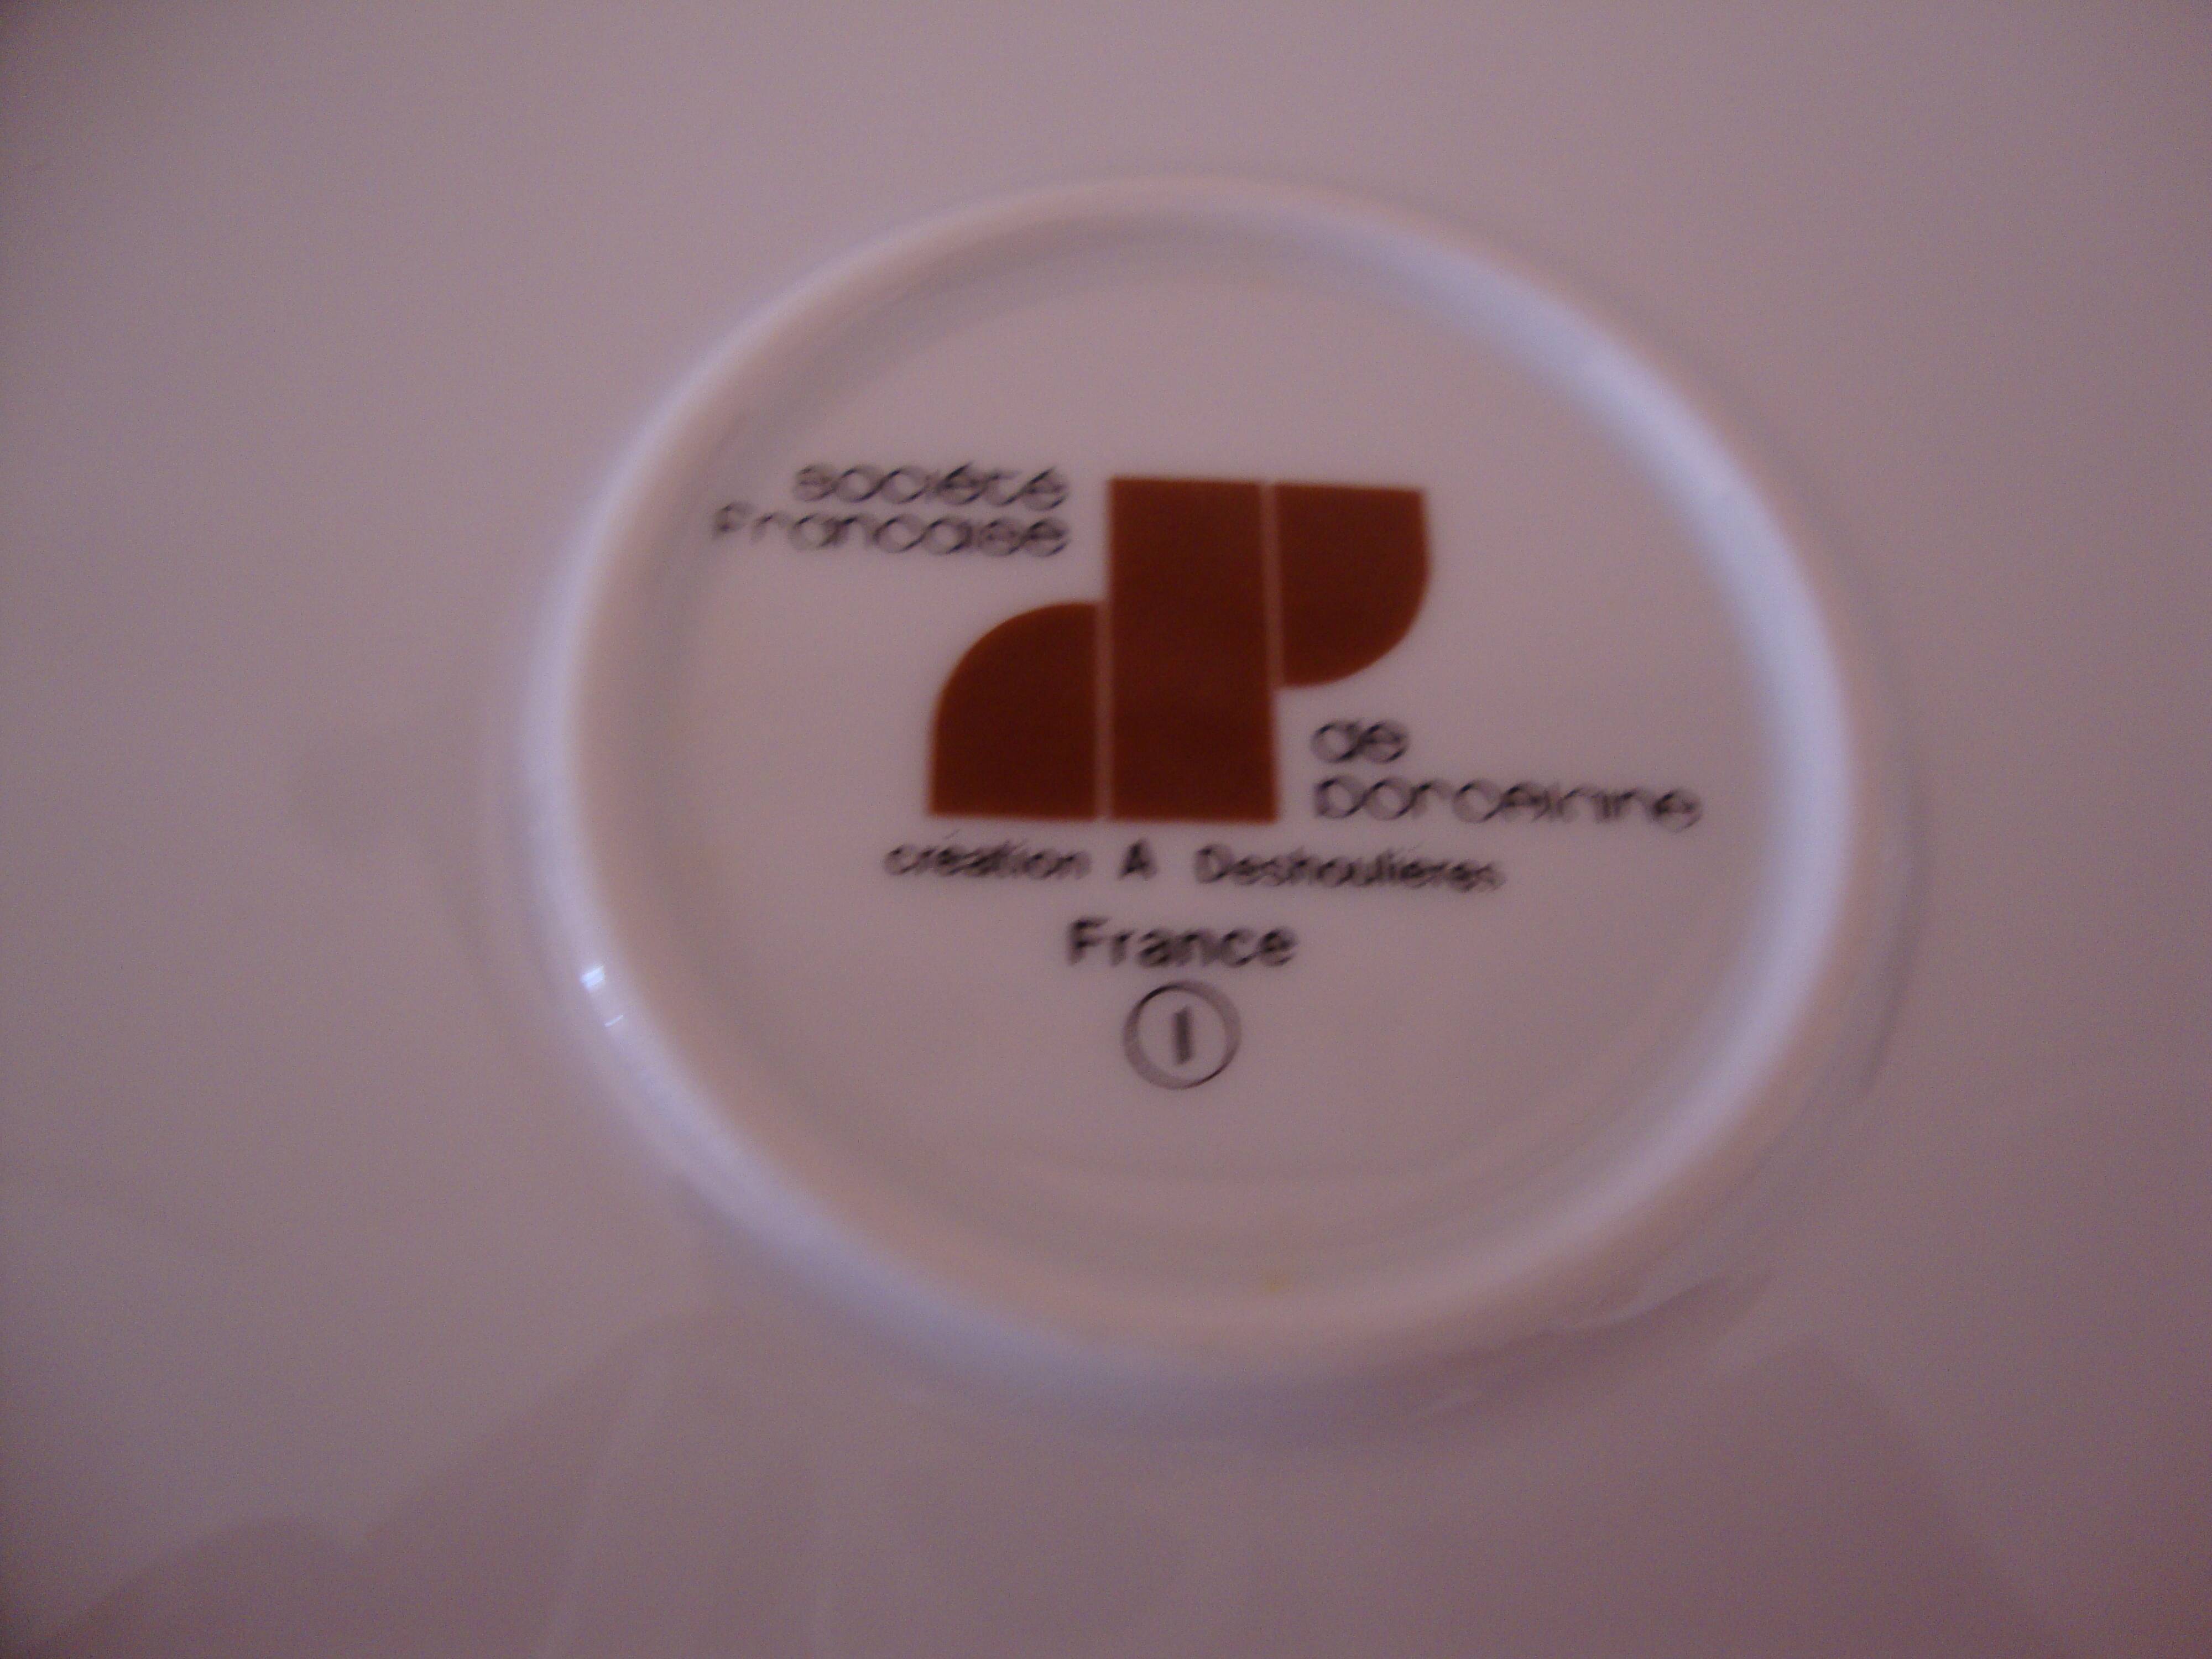 société
française
de
porcelaine
création A Deshoulières
France
1